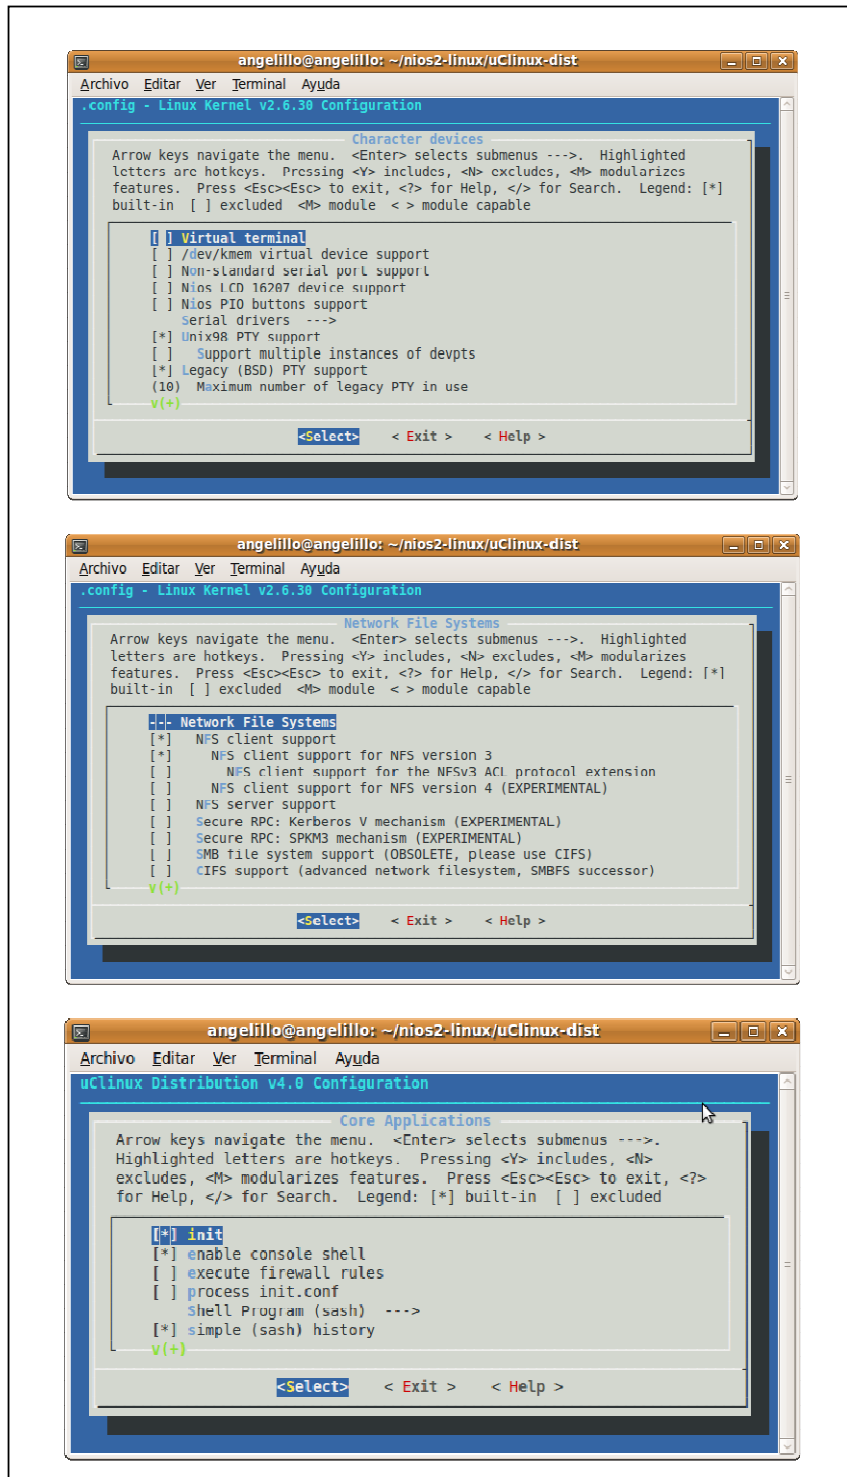 angelillo@angelillo: ~/nios2-linux/uClinux-dist
Archivo Editar Ver Terminal Ayuda
.config - Linux Kernel v2.6.30 Configuration
Character devices
Arrow keys navigate the menu. <Enter> selects submenus --->. Highlighted
letters are hotkeys. Pressing <Y> includes, <N> excludes, <M> modularizes
features. Press <Esc><Esc> to exit, <?> for Help, </> for Search. Legend: [*]
built-in [ ] excluded <M> module < > module capable
[ ] Virtual terminal
[ ] /dev/kmem virtual device support
[ ] Non-standard serial port support
[ ] Nios LCD 16207 device support
[ ] Nios PIO buttons support
Serial drivers --->
[*] Unix98 PTY support
[ ] Support multiple instances of devpts
[*] Legacy (BSD) PTY support
(10) Maximum number of legacy PTY in use
v(+)
<Select> < Exit > < Help >
angelillo@angelillo: ~/nios2-linux/uClinux-dist
Archivo Editar Ver Terminal Ayuda
.config - Linux Kernel v2.6.30 Configuration
Network File Systems
Arrow keys navigate the menu. <Enter> selects submenus --->. Highlighted
letters are hotkeys. Pressing <Y> includes, <N> excludes, <M> modularizes
features. Press <Esc><Esc> to exit, <?> for Help, </> for Search. Legend: [*]
built-in [ ] excluded <M> module < > module capable
--- Network File Systems
[*] NFS client support
[*] NFS client support for NFS version 3
[ ] NFS client support for the NFSv3 ACL protocol extension
[ ] NFS client support for NFS version 4 (EXPERIMENTAL)
[ ] NFS server support
[ ] Secure RPC: Kerberos V mechanism (EXPERIMENTAL)
[ ] Secure RPC: SPKM3 mechanism (EXPERIMENTAL)
[ ] SMB file system support (OBSOLETE, please use CIFS)
[ ] CIFS support (advanced network filesystem, SMBFS successor)
v(+)
<Select> < Exit > < Help >
angelillo@angelillo: ~/nios2-linux/uClinux-dist
Archivo Editar Ver Terminal Ayuda
uClinux Distribution v4.0 Configuration
Core Applications
Arrow keys navigate the menu. <Enter> selects submenus --->.
Highlighted letters are hotkeys. Pressing <Y> includes, <N>
excludes, <M> modularizes features. Press <Esc><Esc> to exit, <?>
for Help, </> for Search. Legend: [*] built-in [ ] excluded
[*] init
[*] enable console shell
[ ] execute firewall rules
[ ] process init.conf
Shell Program (sash) --->
[*] simple (sash) history
v(+)
<Select> < Exit > < Help >